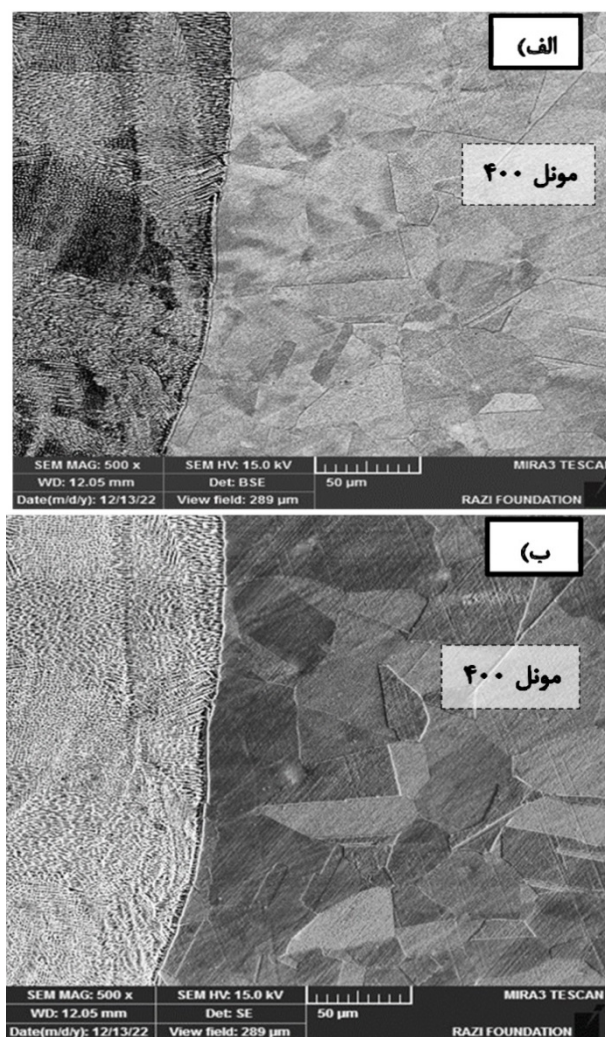 الف)
مونل ۴۰۰
SEM MAG: 500 x SEM HV: 15.0 kV MIRA3 TESCAN
WD: 12.05 mm Det: BSE 50 µm
Date(m/d/y): 12/13/22 View field: 289 µm RAZI FOUNDATION
ب)
مونل ۴۰۰
SEM MAG: 500 x SEM HV: 15.0 kV MIRA3 TESCAN
WD: 12.05 mm Det: SE 50 µm
Date(m/d/y): 12/13/22 View field: 289 µm RAZI FOUNDATION